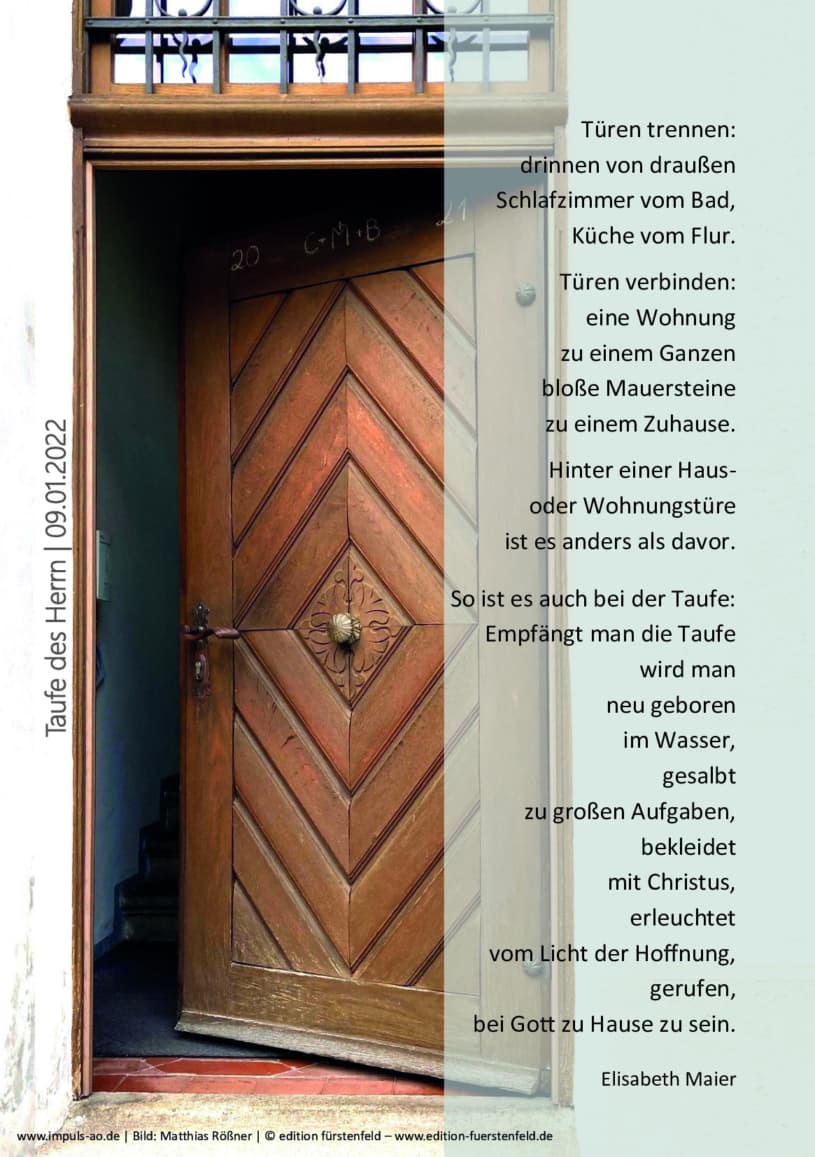 20 C+M+B 21
Türen trennen:
drinnen von draußen
Schlafzimmer vom Bad,
Küche vom Flur.
Türen verbinden:
eine Wohnung
zu einem Ganzen
bloße Mauersteine
zu einem Zuhause.
Hinter einer Haus-
oder Wohnungstüre
ist es anders als davor.
So ist es auch bei der Taufe:
Empfängt man die Taufe
wird man
neu geboren
im Wasser,
gesalbt
zu großen Aufgaben,
bekleidet
mit Christus,
erleuchtet
vom Licht der Hoffnung,
gerufen,
bei Gott zu Hause zu sein.
Elisabeth Maier
Taufe des Herrn | 09.01.2022
www.impuls-ao.de | Bild: Matthias Rößner | © edition fürstenfeld – www.edition-fuerstenfeld.de